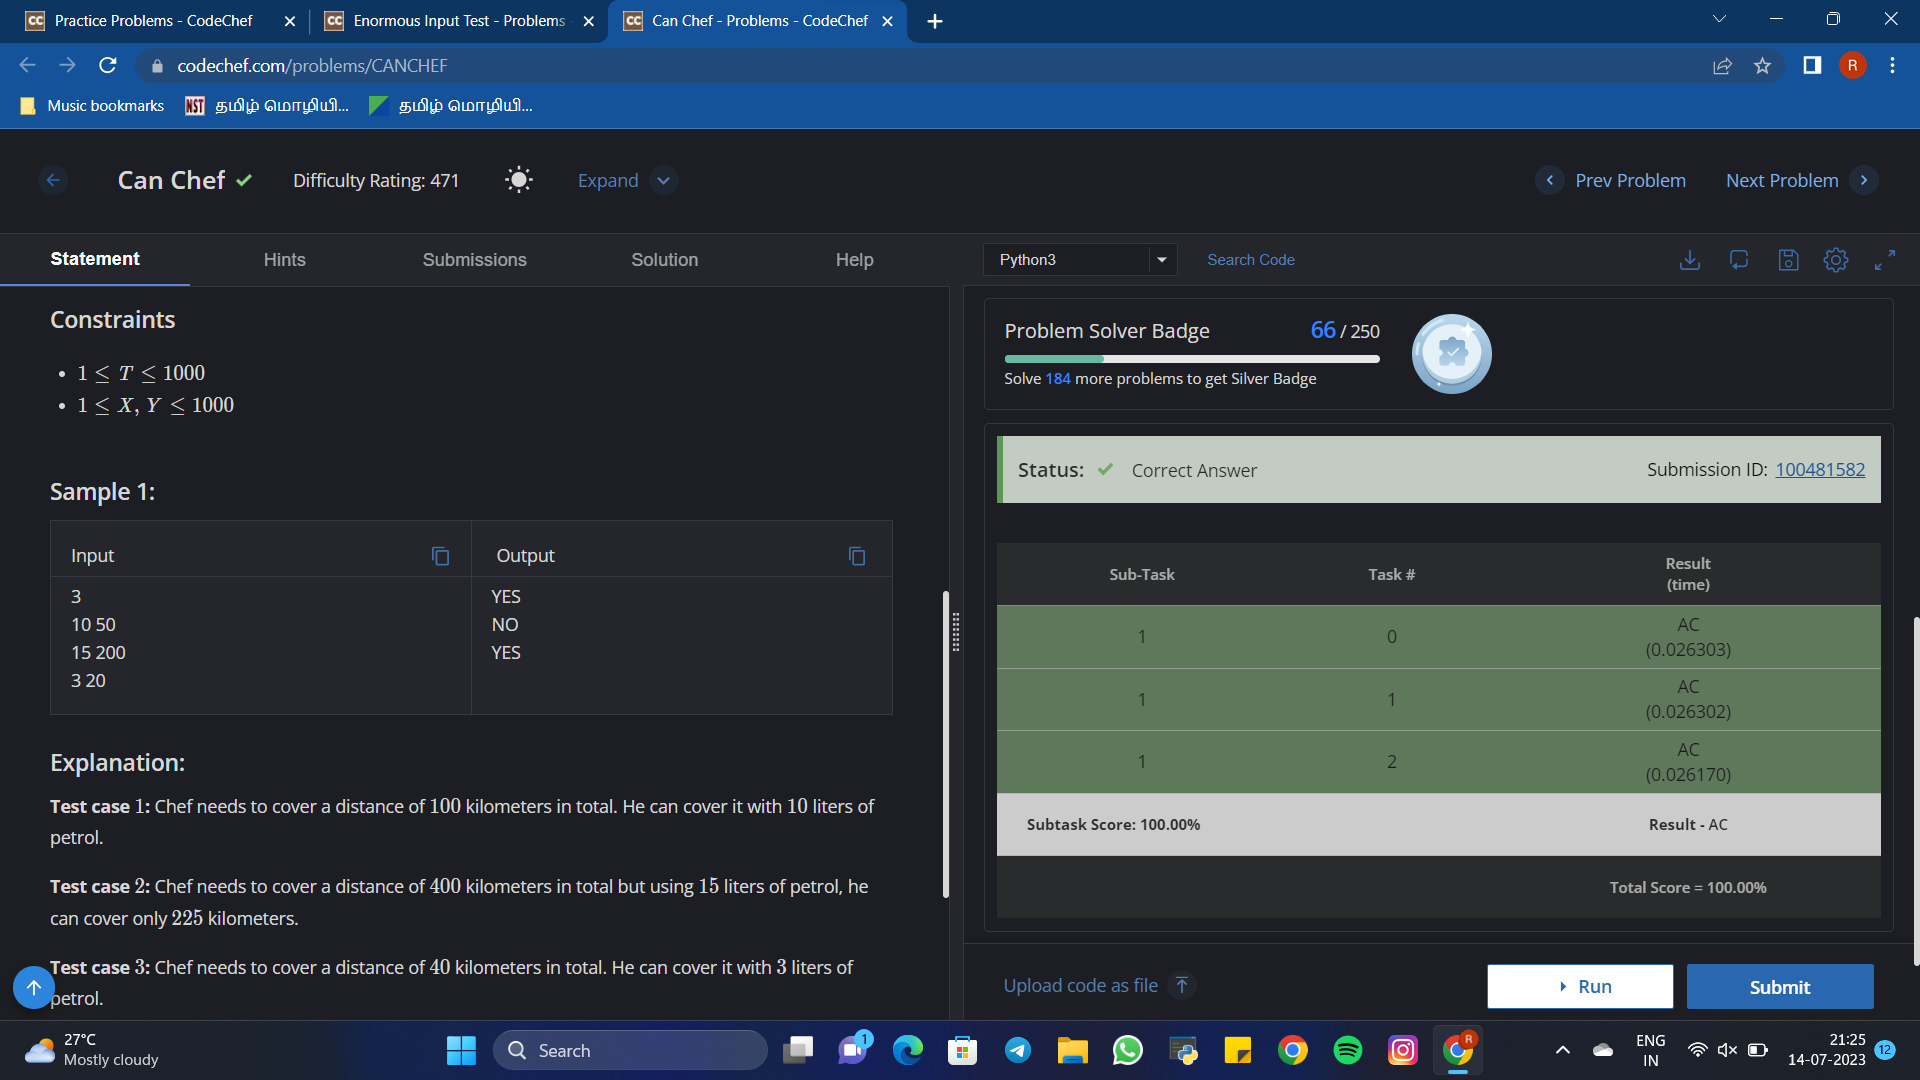 Practice Problems - CodeChef
Enormous Input Test - Problems
Can Chef - Problems - CodeChef
codechef.com/problems/CANCHEF
R
Music bookmarks
NST
தமிழ் மொழியி...
தமிழ் மொழியி...
Can Chef
Difficulty Rating: 471
Expand
Prev Problem
Next Problem
Statement
Hints
Submissions
Solution
Help
Python3
Search Code
Constraints
• 1 ≤ T ≤ 1000
• 1 ≤ X, Y ≤ 1000
Sample 1:
Input
Output
3
10 50
15 200
3 20
YES
NO
YES
Explanation:
Test case 1: Chef needs to cover a distance of 100 kilometers in total. He can cover it with 10 liters of
petrol.
Test case 2: Chef needs to cover a distance of 400 kilometers in total but using 15 liters of petrol, he
can cover only 225 kilometers.
Test case 3: Chef needs to cover a distance of 40 kilometers in total. He can cover it with 3 liters of
petrol.
Problem Solver Badge
66 / 250
Solve 184 more problems to get Silver Badge
Status: Correct Answer
Submission ID: 100481582
Sub-Task
Task #
Result
(time)
1
0
AC
(0.026303)
1
1
AC
(0.026302)
1
2
AC
(0.026170)
Subtask Score: 100.00%
Result - AC
Total Score = 100.00%
Upload code as file
Run
Submit
27°C
Mostly cloudy
Search
1
R
ENG
IN
21:25
14-07-2023
12